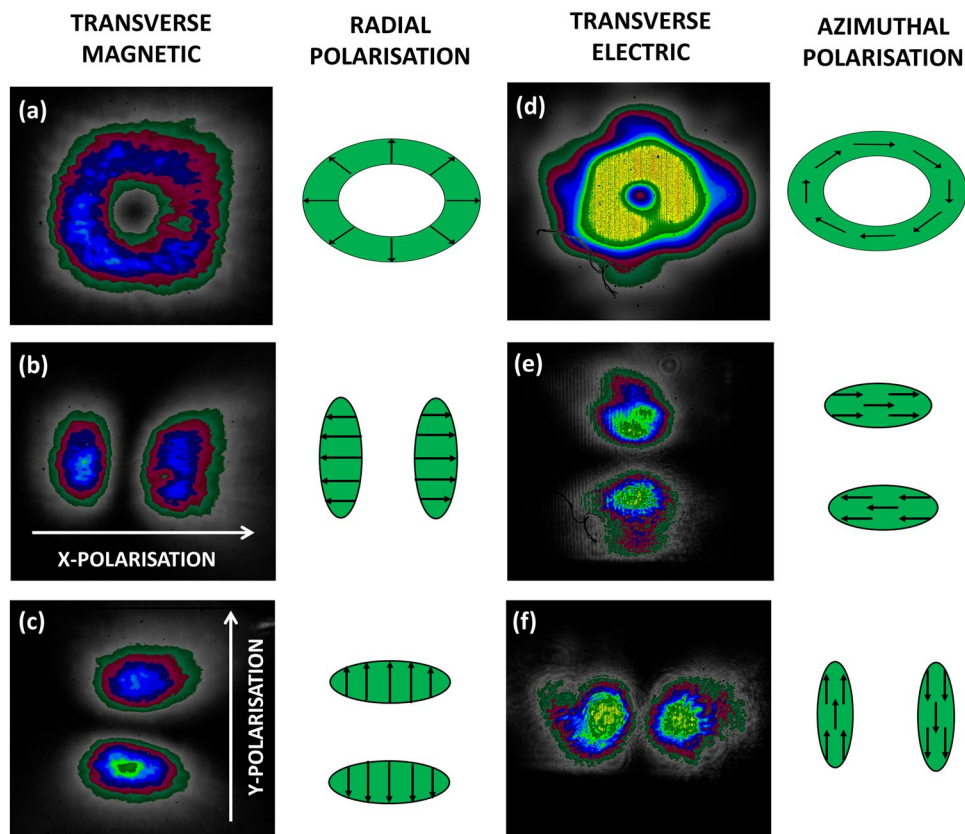 TRANSVERSE
MAGNETIC
RADIAL
POLARISATION
TRANSVERSE
ELECTRIC
AZIMUTHAL
POLARISATION
(a)
(d)
(b)
X-POLARISATION
(e)
(c)
Y-POLARISATION
(f)